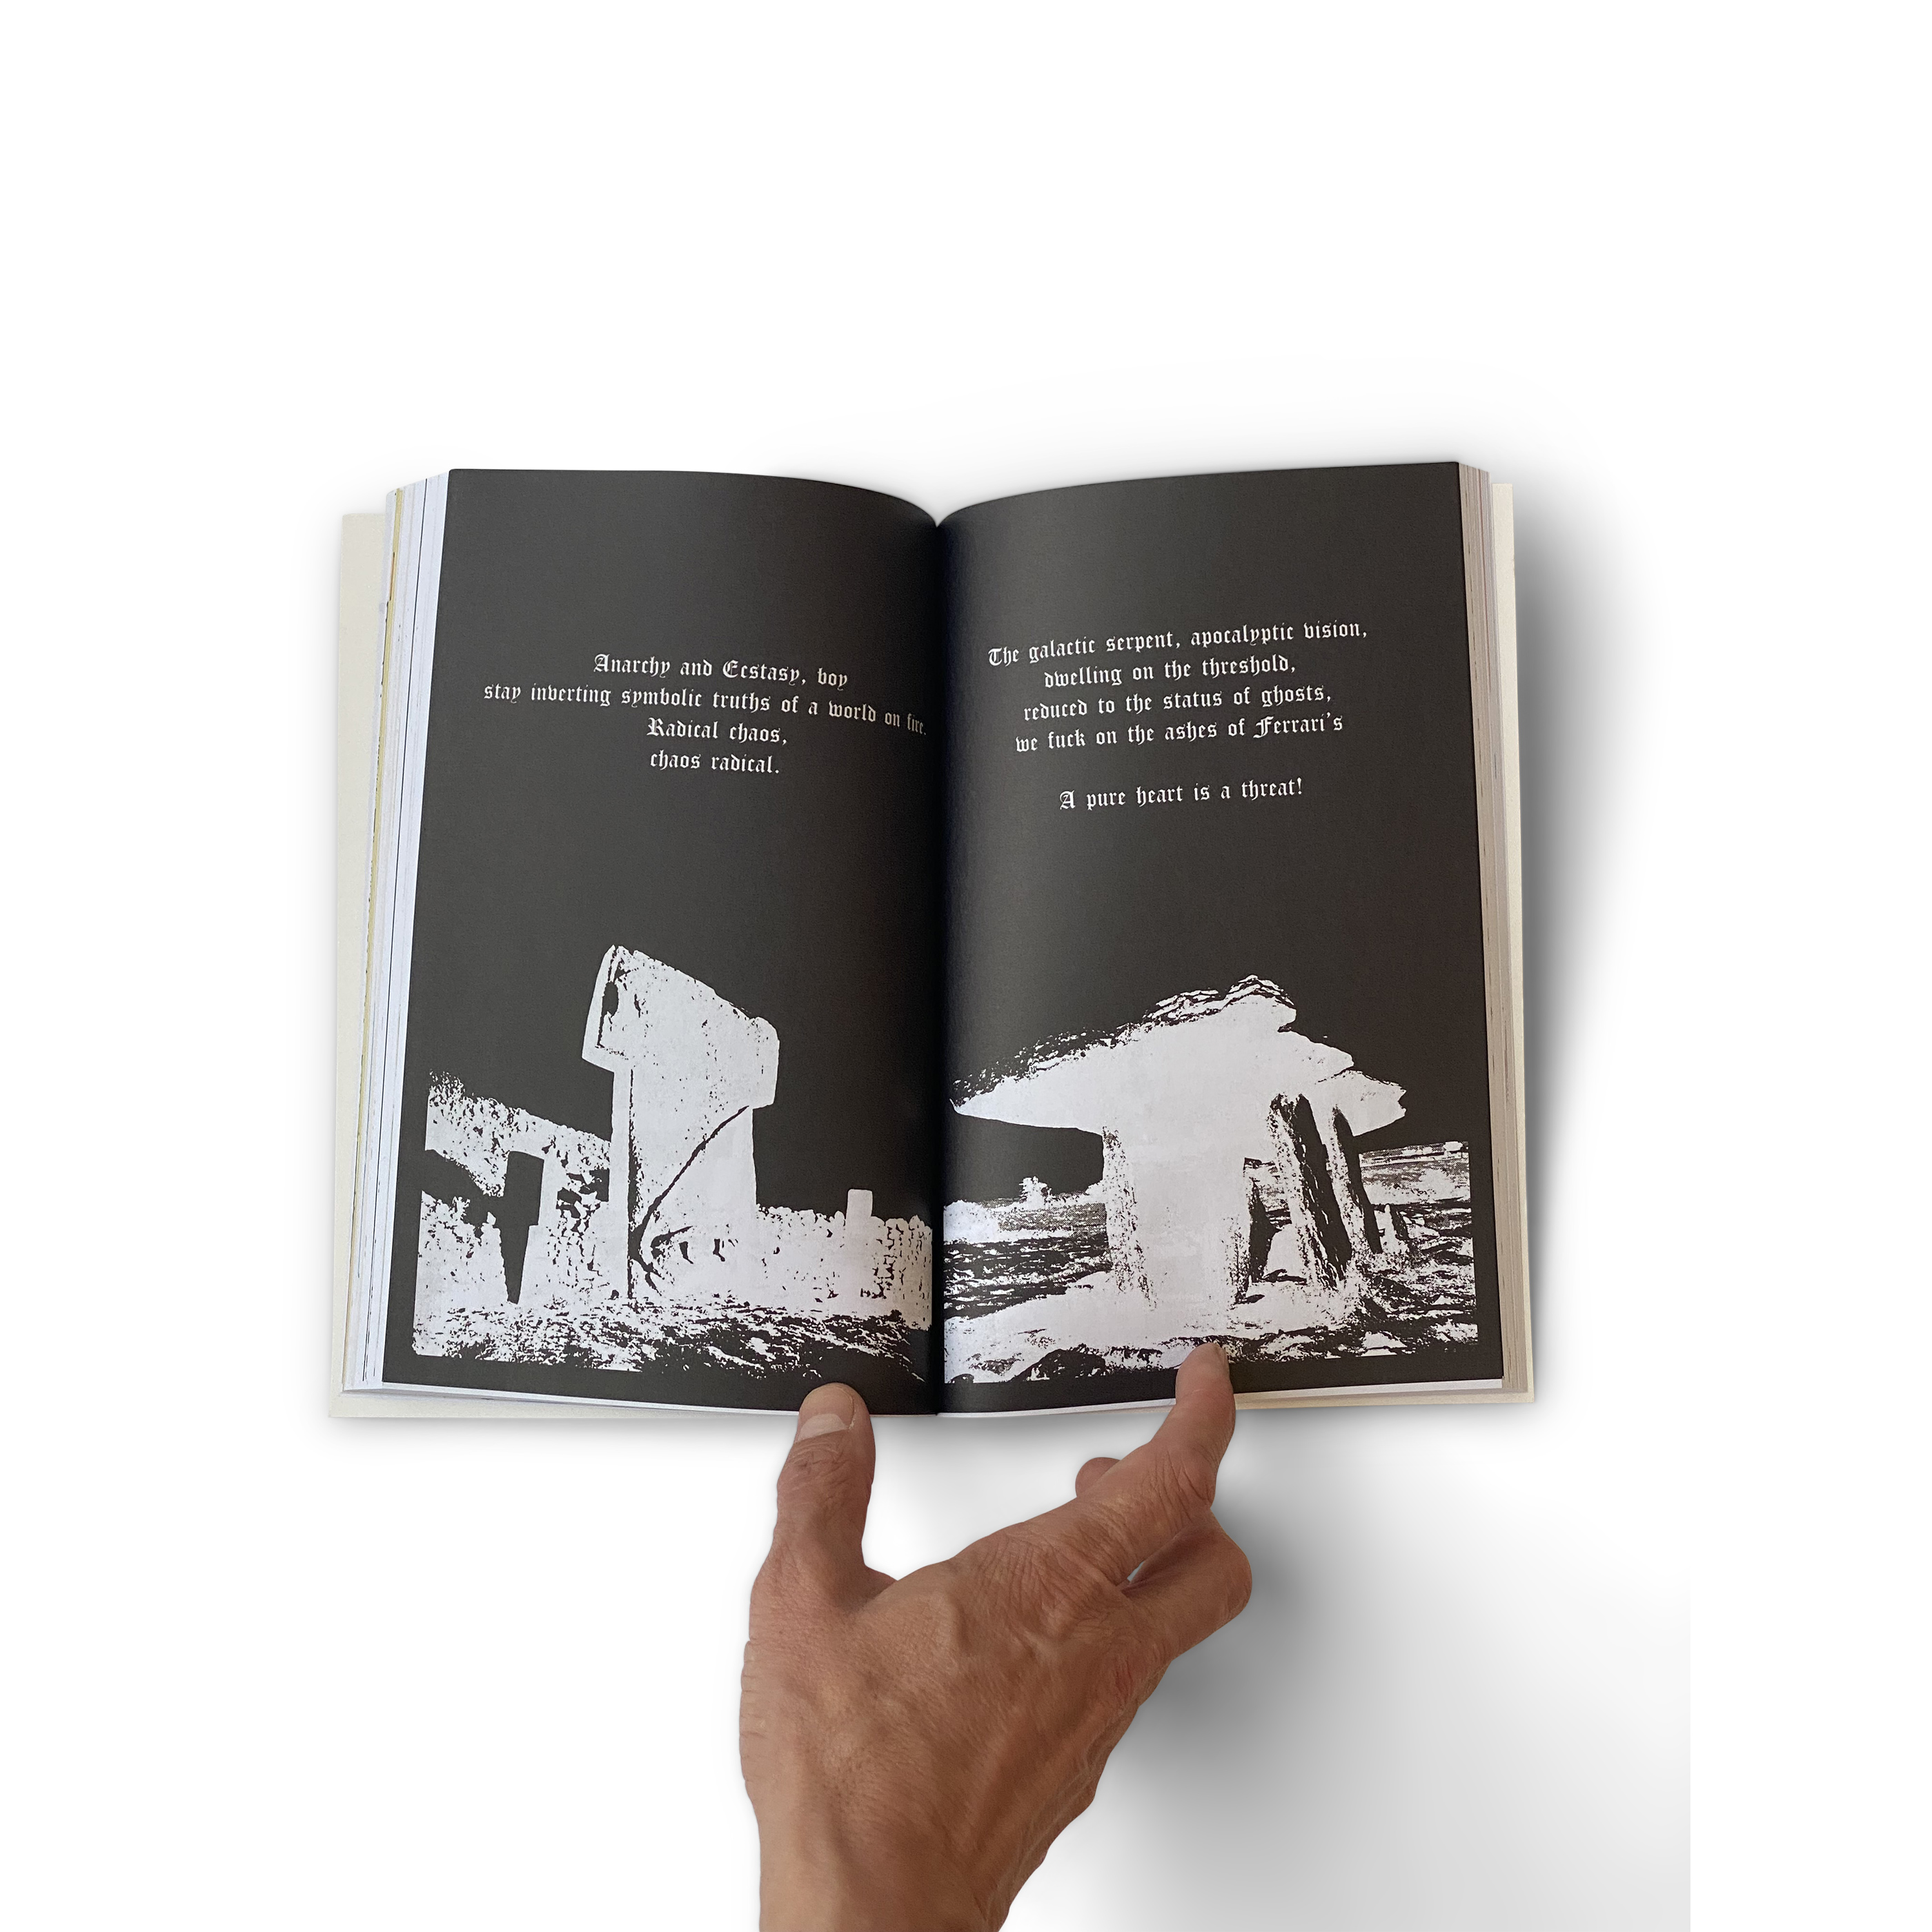 Anarchy and Ecstasy, boy
stay inverting symbolic truths of a world on fire.
Radical chaos,
chaos radical.
The galactic serpent, apocalyptic vision,
dwelling on the threshold,
reduced to the status of ghosts,
we fuck on the ashes of Ferrari's
A pure heart is a threat!